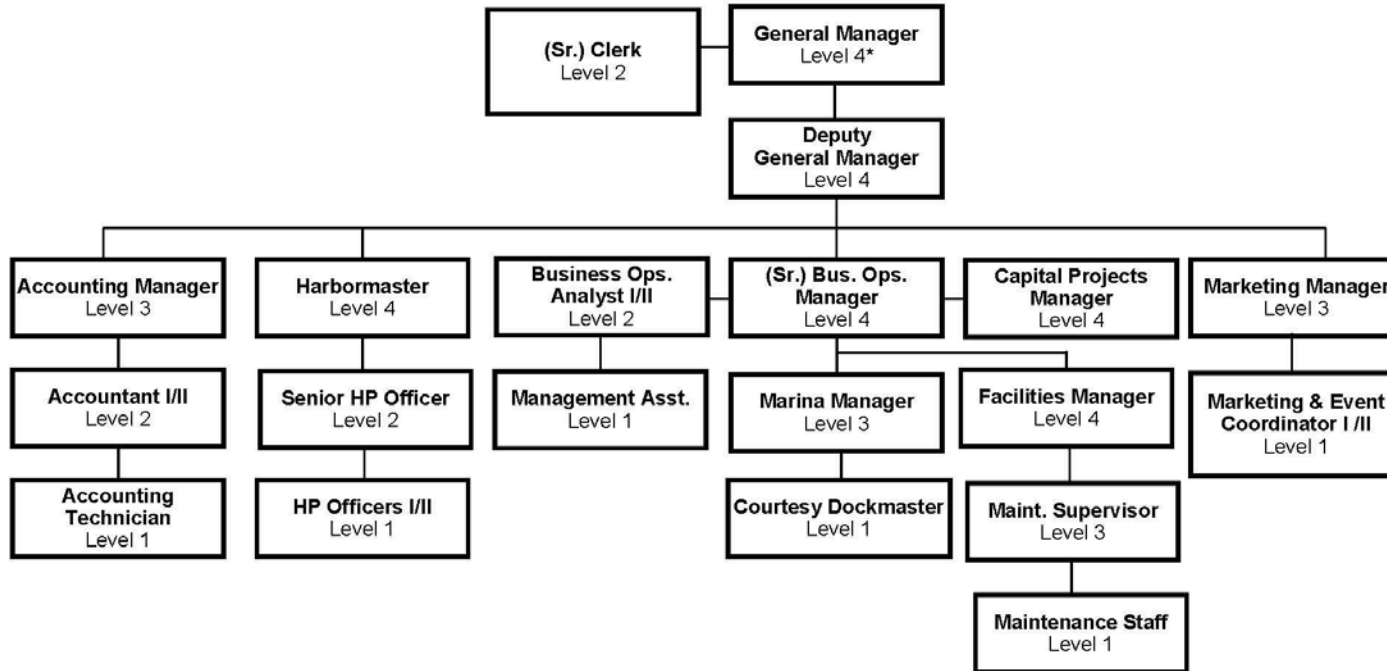 (Sr.) Clerk
Level 2
General Manager
Level 4*
Deputy
General Manager
Level 4
Accounting Manager
Level 3
Harbormaster
Level 4
Business Ops.
Analyst I/II
Level 2
(Sr.) Bus. Ops.
Manager
Level 4
Capital Projects
Manager
Level 4
Marketing Manager
Level 3
Accountant I/II
Level 2
Senior HP Officer
Level 2
Management Asst.
Level 1
Marina Manager
Level 3
Facilities Manager
Level 4
Marketing & Event
Coordinator I /II
Level 1
Accounting
Technician
Level 1
HP Officers I/II
Level 1
Courtesy Dockmaster
Level 1
Maint. Supervisor
Level 3
Maintenance Staff
Level 1